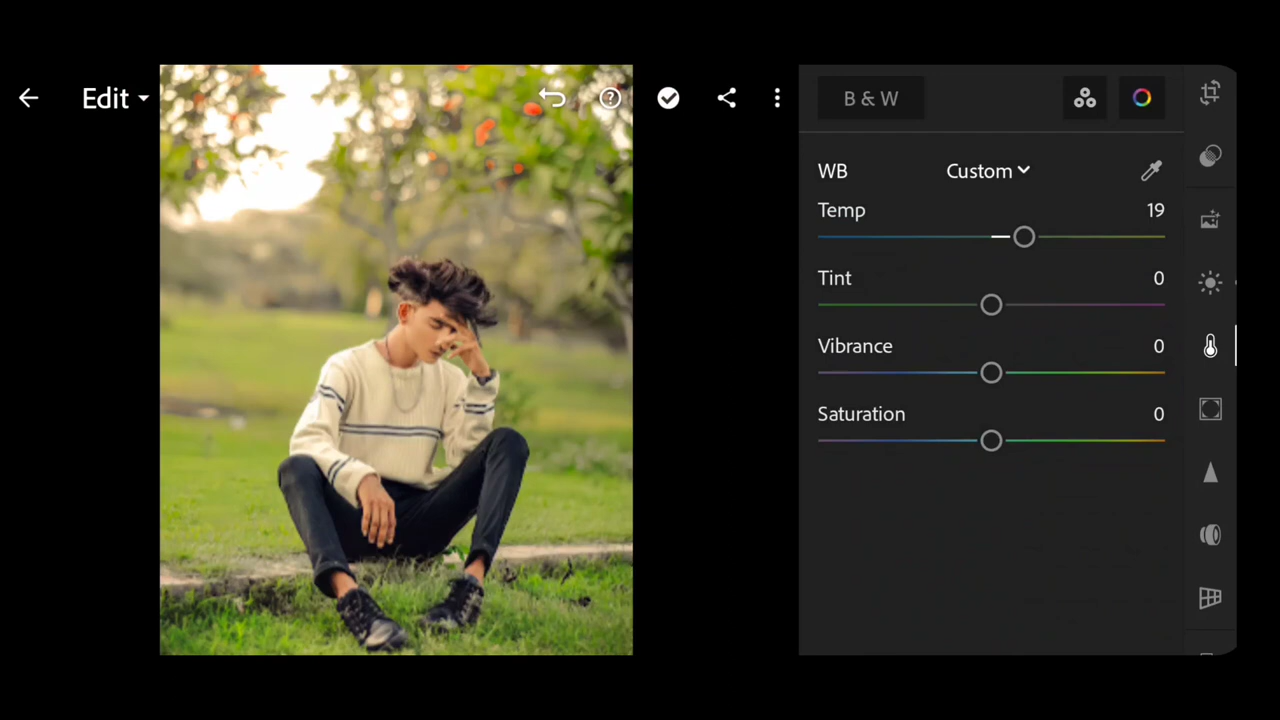 Edit
B & W
WB Custom
Temp 19
Tint 0
Vibrance 0
Saturation 0